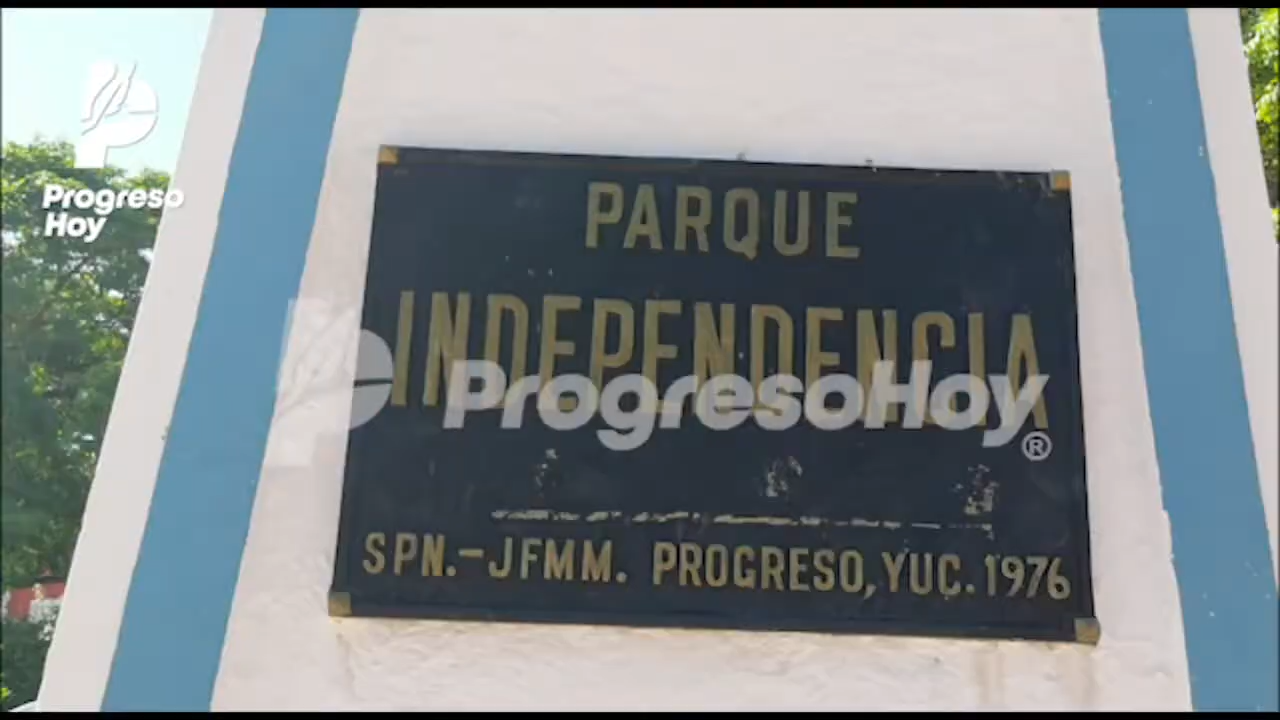 Progreso
Hoy
PARQUE
INDEPENDENCIA
ProgresoHoy®
SPN.-JFMM. PROGRESO, YUC. 1976